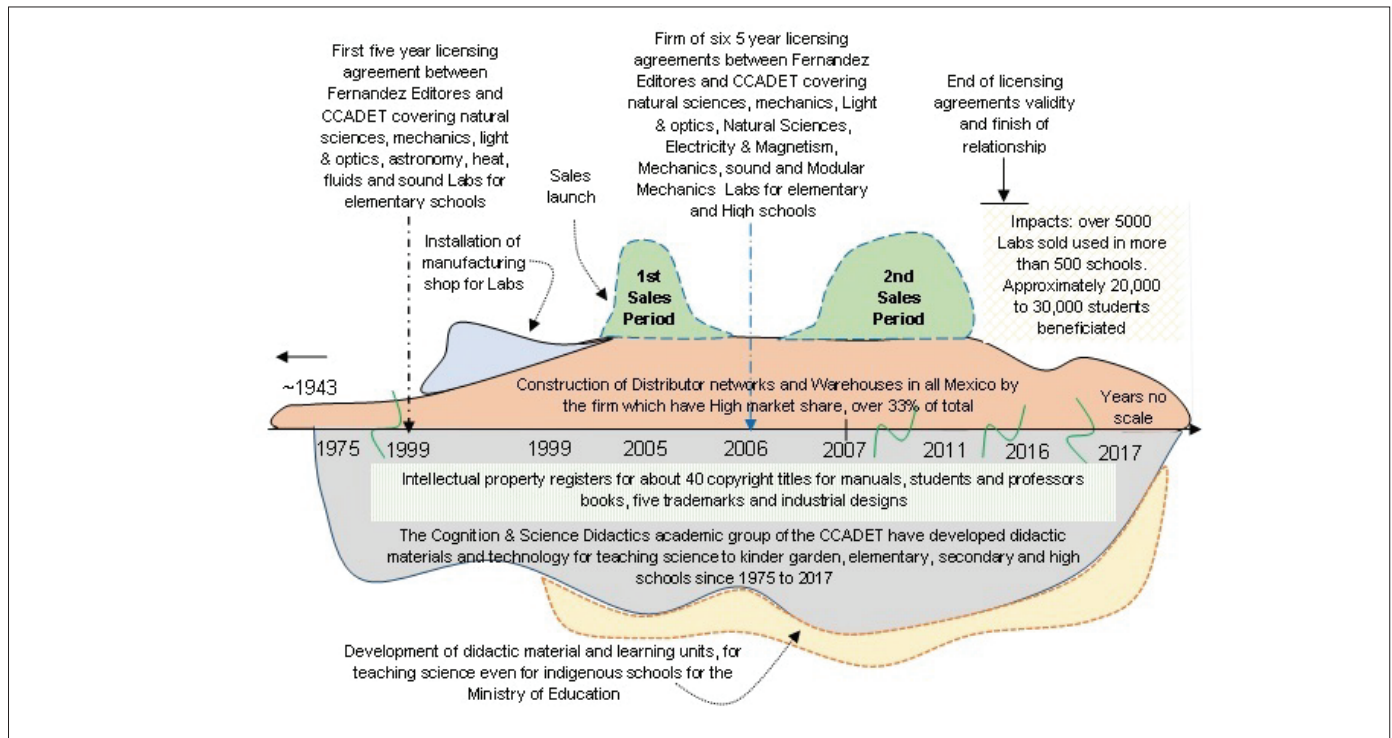 First five year licensing
agreement between
Fernandez Editores and
CCADET covering natural
sciences, mechanics, light
& optics, astronomy, heat,
fluids and sound Labs for
elementary schools
Firm of six 5 year licensing
agreements between Fernandez
Editores and CCADET covering
natural sciences, mechanics, Light
& optics, Natural Sciences,
Electricity & Magnetism,
Mechanics, sound and Modular
Mechanics Labs for elementary
and High schools
End of licensing
agreements validity
and finish of
relationship
Sales
launch
Installation of
manufacturing
shop for Labs
1st
Sales
Period
2nd
Sales
Period
Impacts: over 5000
Labs sold used in more
than 500 schools.
Approximately 20,000
to 30,000 students
beneficiated
~1943
Construction of Distributor networks and Warehouses in all Mexico by
the firm which have High market share, over 33% of total
Years no
scale
1975 1999 1999 2005 2006 2007 2011 2016 2017
Intellectual property registers for about 40 copyright titles for manuals, students and professors
books, five trademarks and industrial designs
The Cognition & Science Didactics academic group of the CCADET have developed didactic
materials and technology for teaching science to kinder garden, elementary, secondary and high
schools since 1975 to 2017
Development of didactic material and learning units, for
teaching science even for indigenous schools for the
Ministry of Education